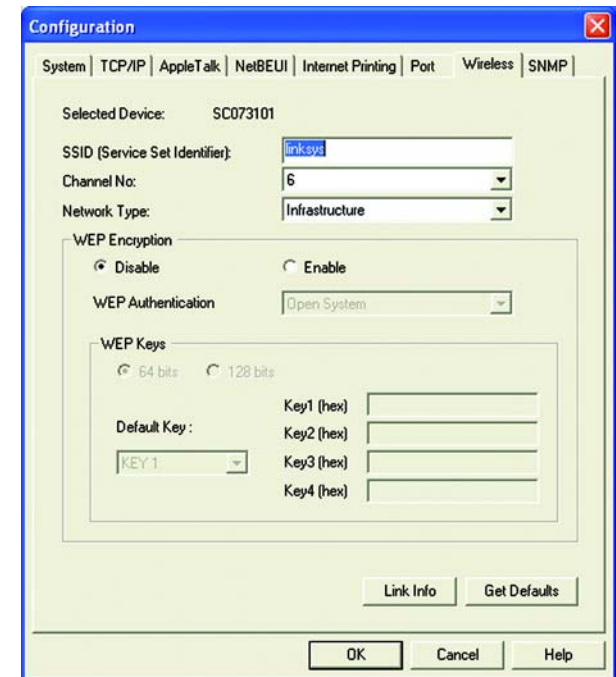 Configuration
System TCP/IP AppleTalk NetBEUI Internet Printing Port Wireless SNMP
Selected Device: SC073101
SSID (Service Set Identifier): linksys
Channel No: 6
Network Type: Infrastructure
WEP Encryption
Disable Enable
WEP Authentication Open System
WEP Keys
64 bits 128 bits
Key1 (hex)
Default Key :
Key2 (hex)
KEY 1
Key3 (hex)
Key4 (hex)
Link Info Get Defaults
OK Cancel Help